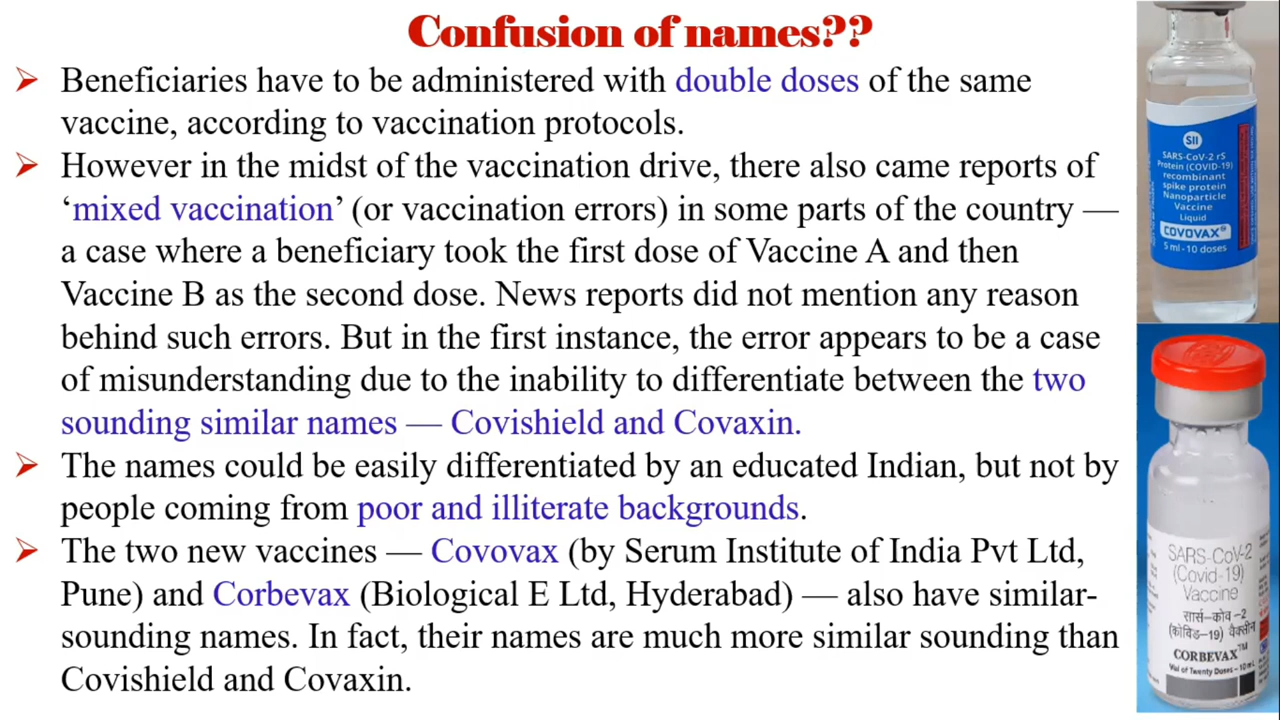 Confusion of names??
➢ Beneficiaries have to be administered with double doses of the same
vaccine, according to vaccination protocols.
➢ However in the midst of the vaccination drive, there also came reports of
‘mixed vaccination’ (or vaccination errors) in some parts of the country —
a case where a beneficiary took the first dose of Vaccine A and then
Vaccine B as the second dose. News reports did not mention any reason
behind such errors. But in the first instance, the error appears to be a case
of misunderstanding due to the inability to differentiate between the two
sounding similar names — Covishield and Covaxin.
➢ The names could be easily differentiated by an educated Indian, but not by
people coming from poor and illiterate backgrounds.
➢ The two new vaccines — Covovax (by Serum Institute of India Pvt Ltd,
Pune) and Corbevax (Biological E Ltd, Hyderabad) — also have similar-
sounding names. In fact, their names are much more similar sounding than
Covishield and Covaxin.
SII
SARS-CoV-2 rS
Protein (COVID-19)
recombinant
spike protein
Nanoparticle
Vaccine
Liquid
COVOVAX®
5 ml - 10 doses
SARS-CoV-2
(Covid-19)
Vaccine
सार्स-कोव -2
(कोविड-19) वैक्सीन
CORBEVAX™
Vial of Twenty Doses - 10 mL